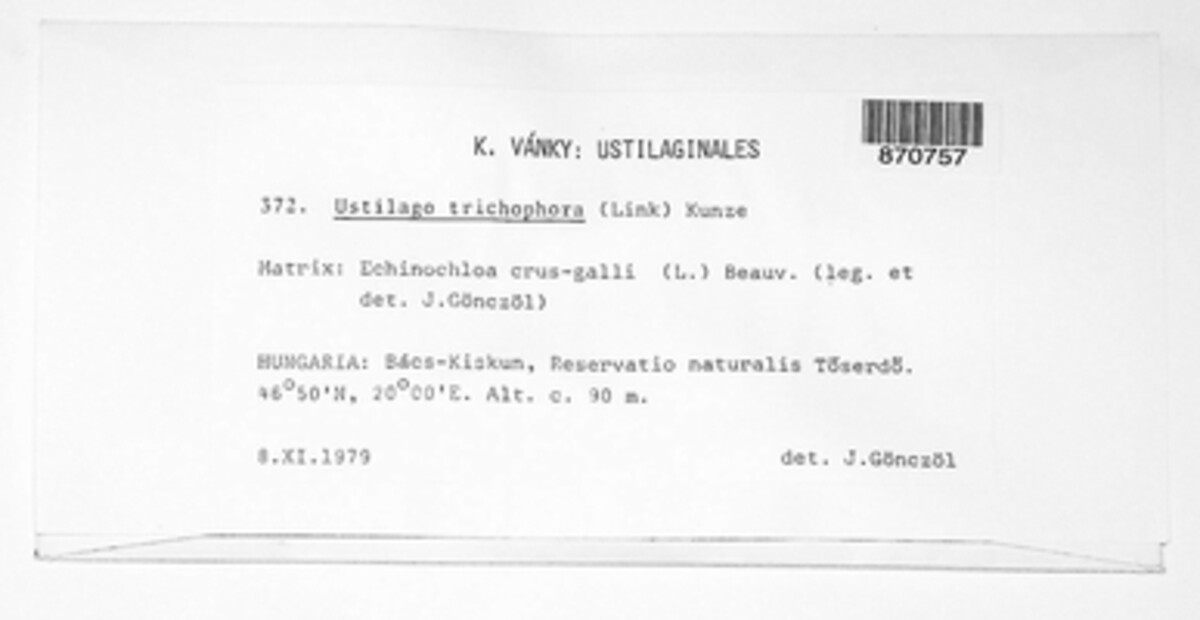 870757
K. VÁNKY: USTILAGINALES
372. Ustilago trichophora (Link) Kunze
Matrix: Echinochloa crus-galli (L.) Beauv. (leg. et
det. J.Gönczöl)
HUNGARIA: Bács-Kiskun, Reservatio naturalis Tőserdő.
46°50'N, 20°00'E. Alt. c. 90 m.
8.XI.1979 det. J.Gönczöl